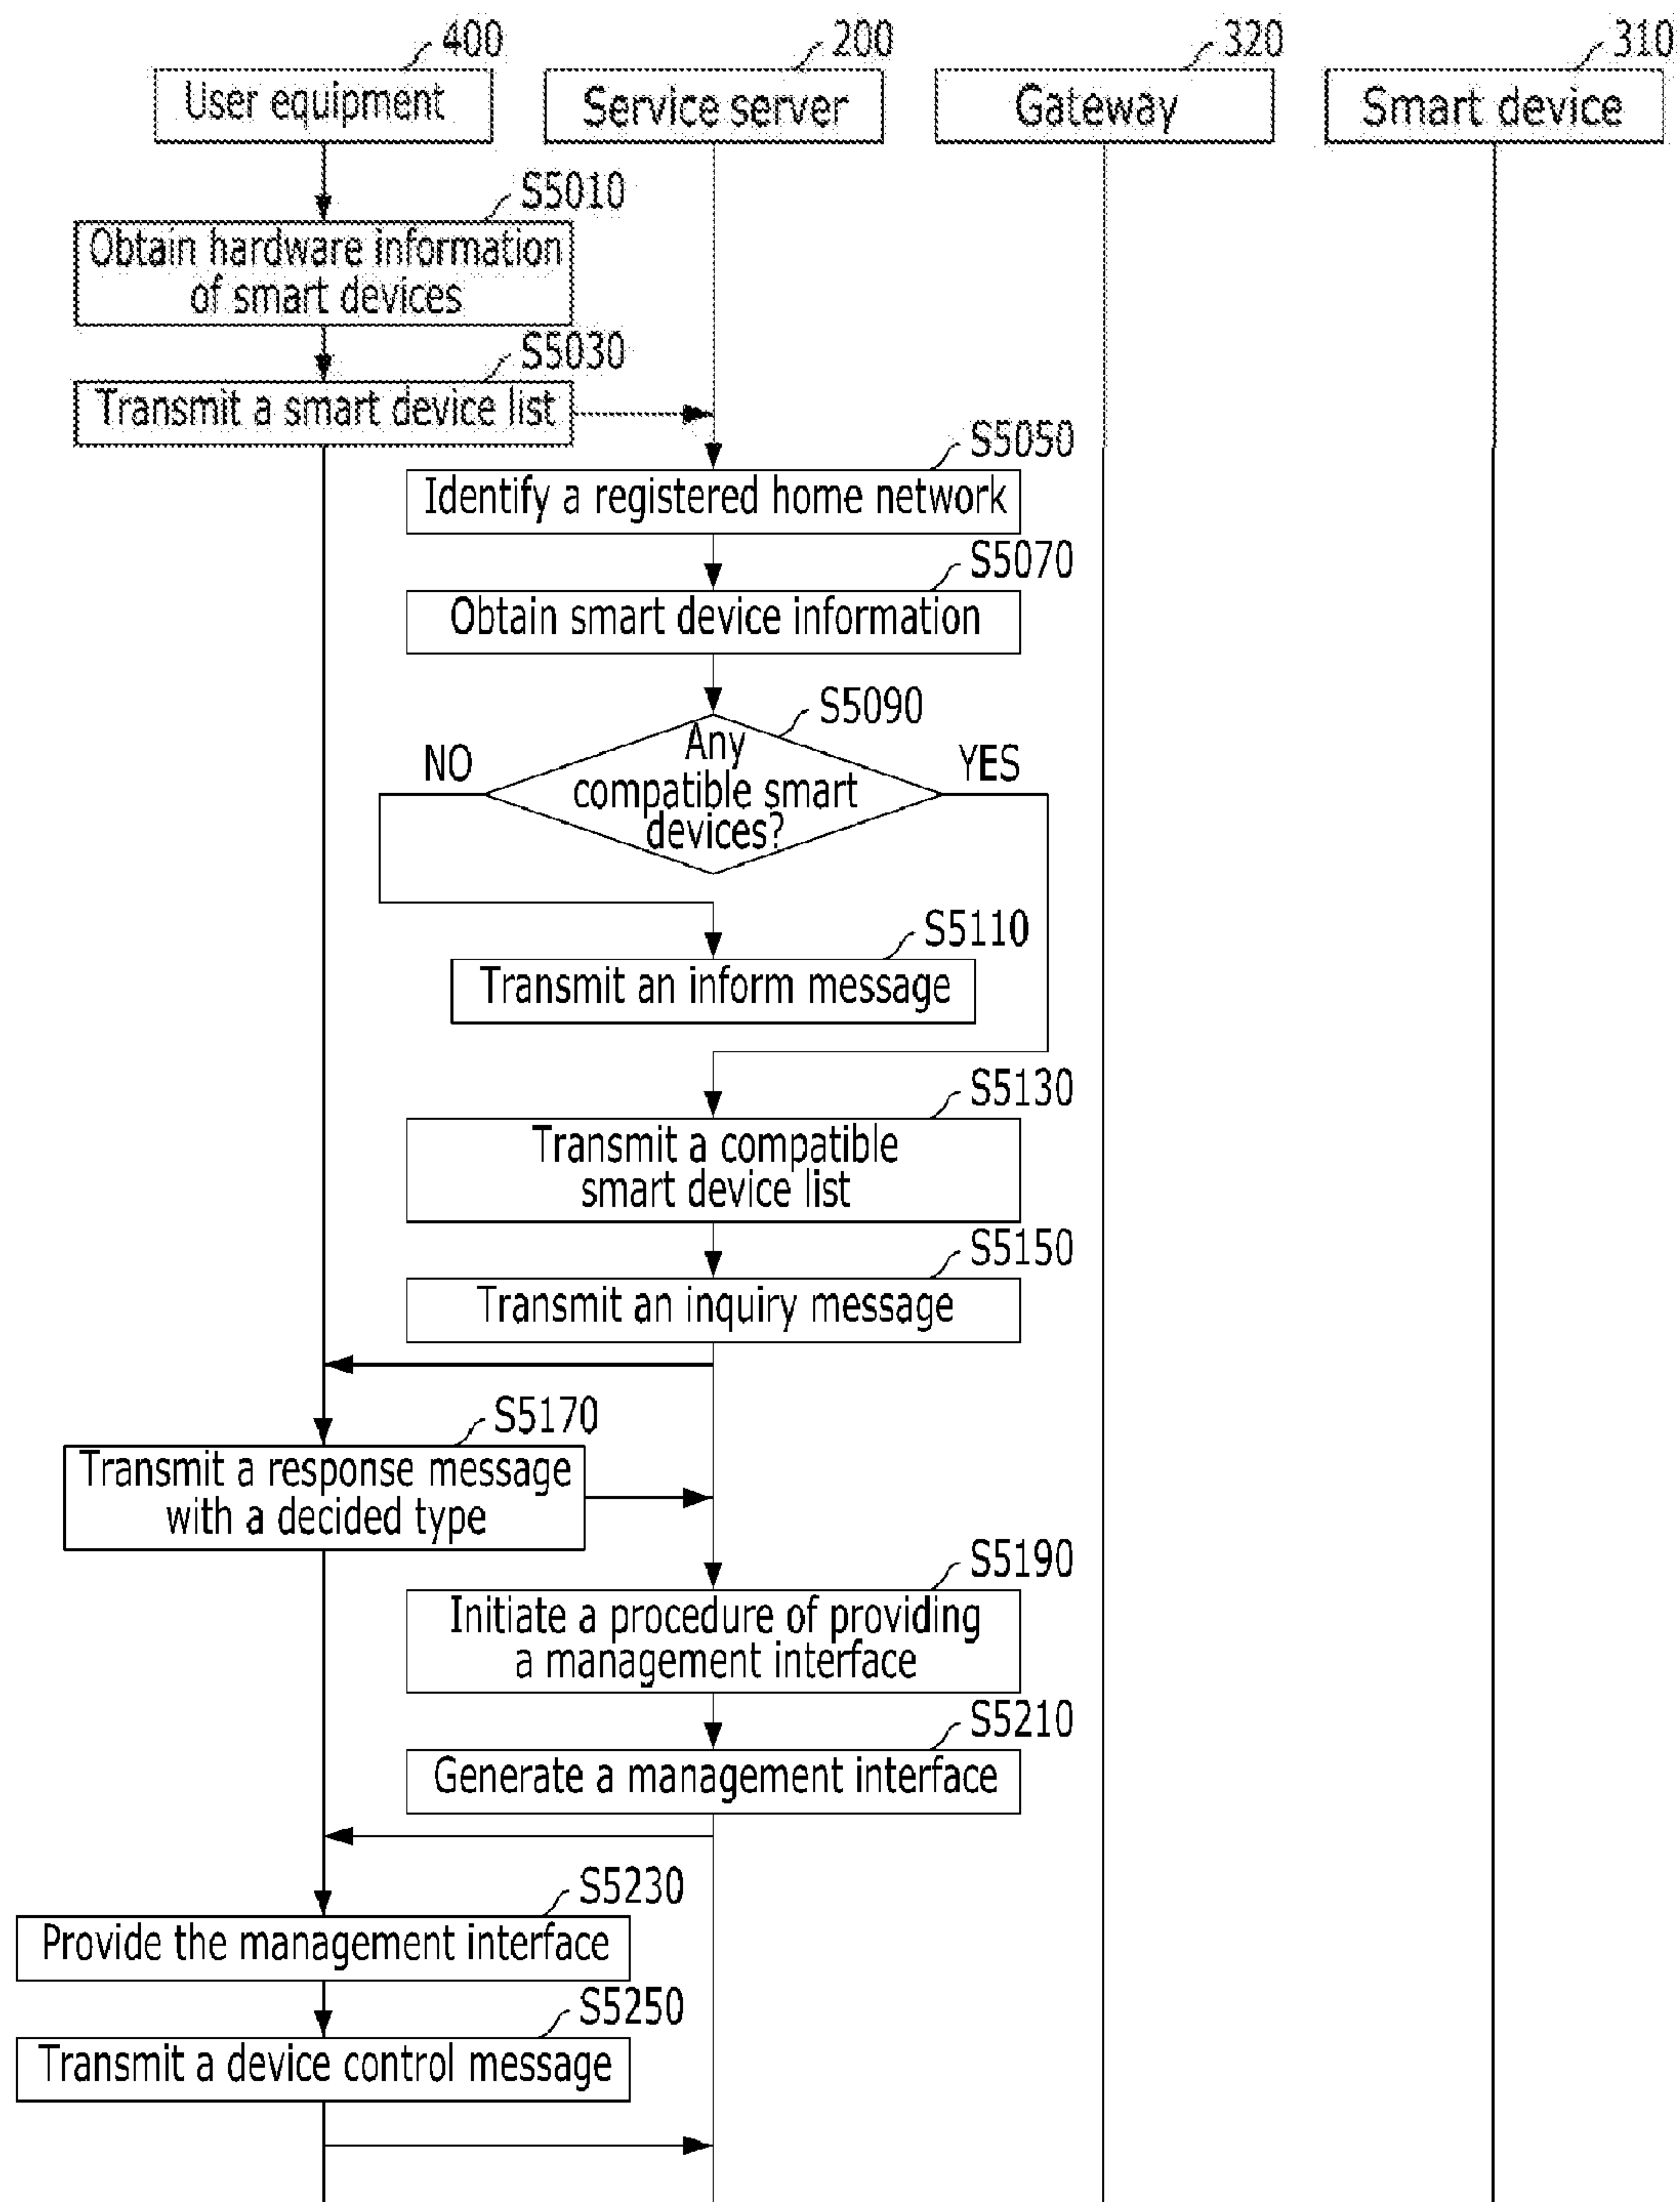 400
200
320
310
User equipment
Service server
Gateway
Smart device
S5010
Obtain hardware information
of smart devices
S5030
Transmit a smart device list
S5050
Identify a registered home network
S5070
Obtain smart device information
S5090
NO
Any
compatible smart
devices?
YES
S5110
Transmit an inform message
S5130
Transmit a compatible
smart device list
S5150
Transmit an inquiry message
S5170
Transmit a response message
with a decided type
S5190
Initiate a procedure of providing
a management interface
S5210
Generate a management interface
S5230
Provide the management interface
S5250
Transmit a device control message